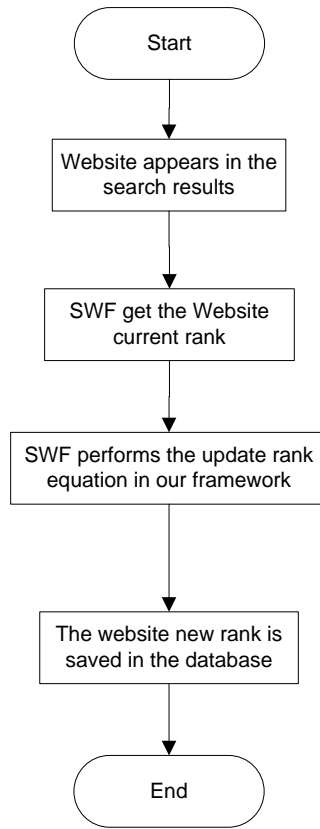 Start
Website appears in the
search results
SWF get the Website
current rank
SWF performs the update rank
equation in our framework
The website new rank is
saved in the database
End